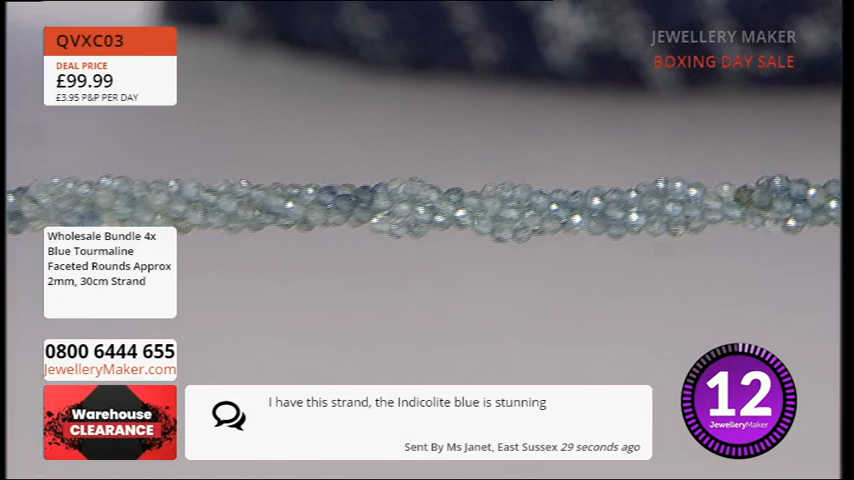 QVXC03
DEAL PRICE
£99.99
£3.95 P&P PER DAY
JEWELLERY MAKER
BOXING DAY SALE
Wholesale Bundle 4x
Blue Tourmaline
Faceted Rounds Approx
2mm, 30cm Strand
0800 6444 655
JewelleryMaker.com
Warehouse
CLEARANCE
I have this strand, the Indicolite blue is stunning
Sent By Ms Janet, East Sussex 29 seconds ago
12
JewelleryMaker